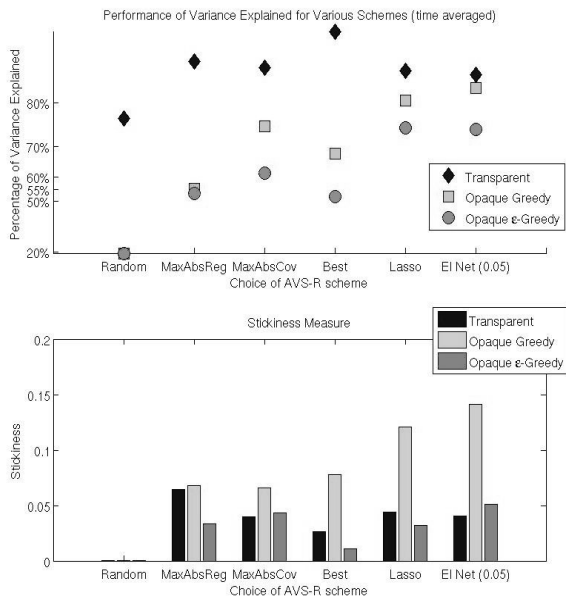 Performance of Variance Explained for Various Schemes (time averaged)
Percentage of Variance Explained
80%
70%
60%
55%
50%
20%
Transparent
Opaque Greedy
Opaque ε-Greedy
Random MaxAbsReg MaxAbsCov Best Lasso El Net (0.05)
Choice of AVS-R scheme
Stickiness Measure
Stickiness
0.2
0.15
0.1
0.05
0
Transparent
Opaque Greedy
Opaque ε-Greedy
Random MaxAbsReg MaxAbsCov Best Lasso El Net (0.05)
Choice of AVS-R scheme